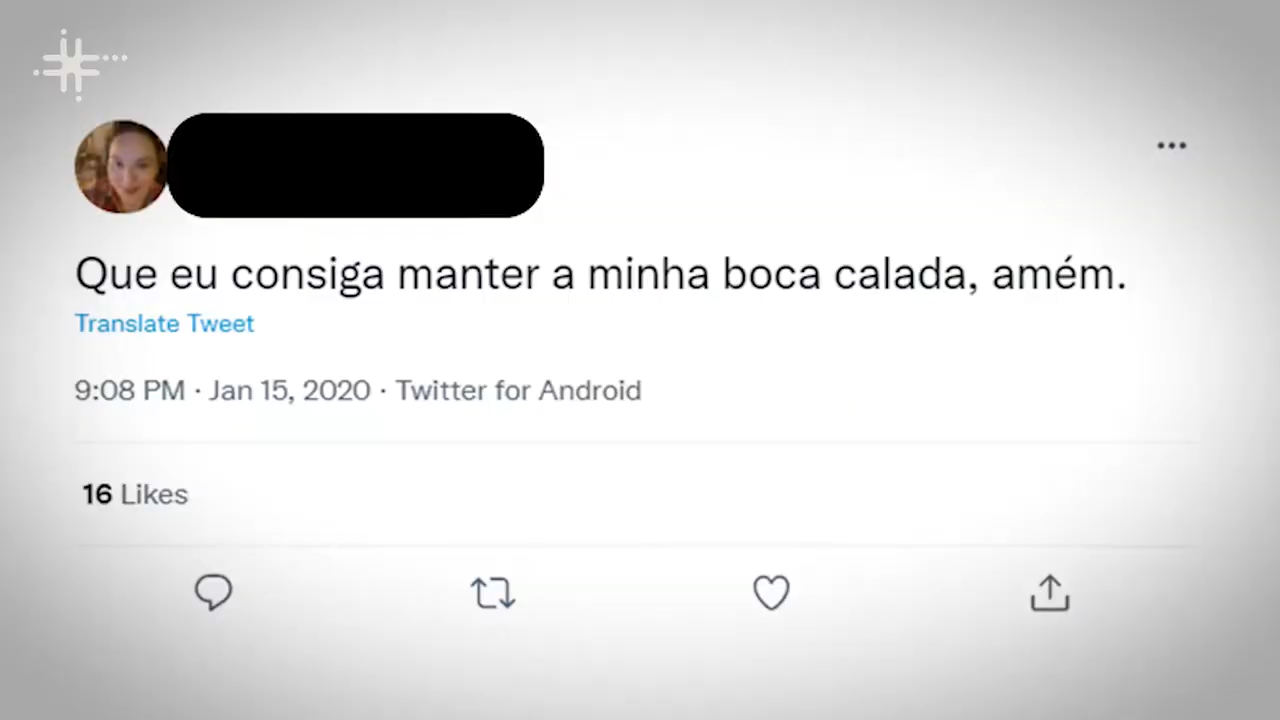 Que eu consiga manter a minha boca calada, amém.
Translate Tweet
9:08 PM · Jan 15, 2020 · Twitter for Android
16 Likes